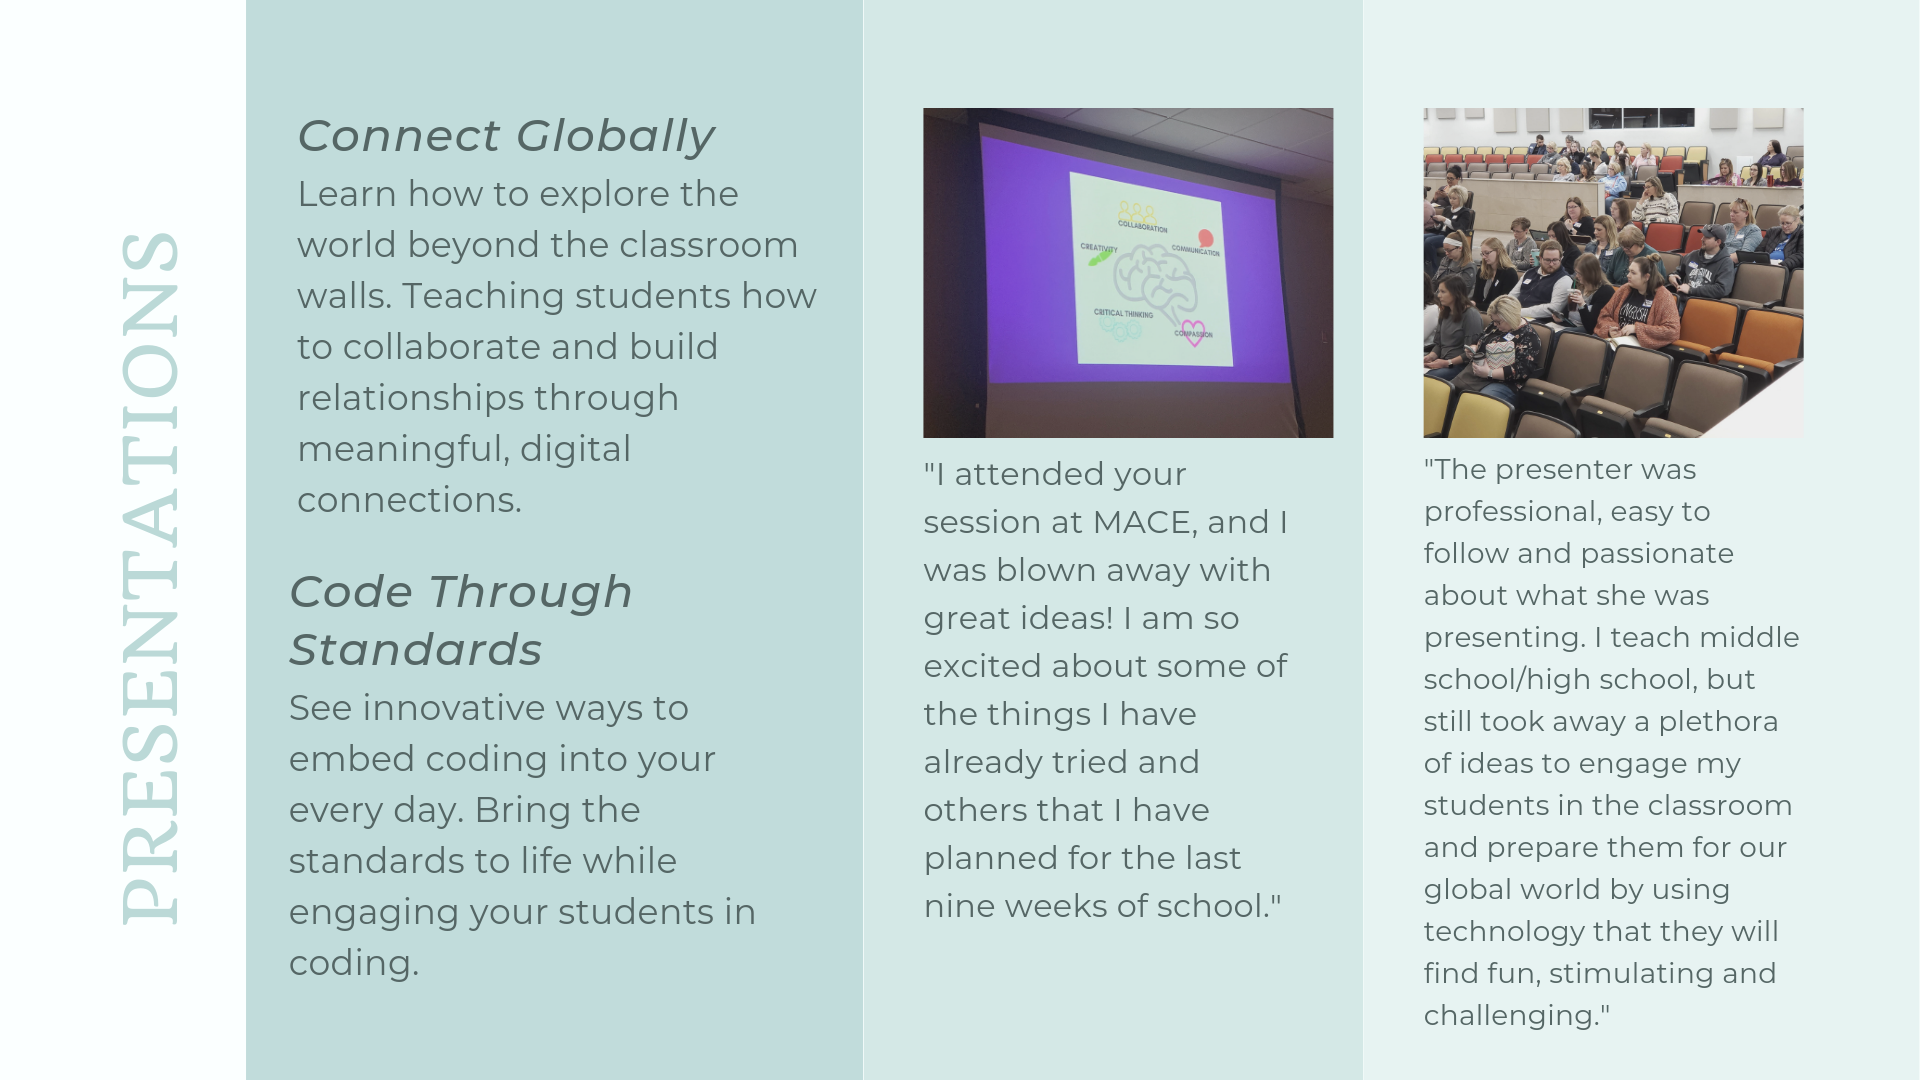 PRESENTATIONS
Connect Globally
Learn how to explore the
world beyond the classroom
walls. Teaching students how
to collaborate and build
relationships through
meaningful, digital
connections.
Code Through
Standards
See innovative ways to
embed coding into your
every day. Bring the
standards to life while
engaging your students in
coding.
COLLABORATION
CREATIVITY
COMMUNICATION
CRITICAL THINKING
COMPASSION
"I attended your
session at MACE, and I
was blown away with
great ideas! I am so
excited about some of
the things I have
already tried and
others that I have
planned for the last
nine weeks of school."
"The presenter was
professional, easy to
follow and passionate
about what she was
presenting. I teach middle
school/high school, but
still took away a plethora
of ideas to engage my
students in the classroom
and prepare them for our
global world by using
technology that they will
find fun, stimulating and
challenging."